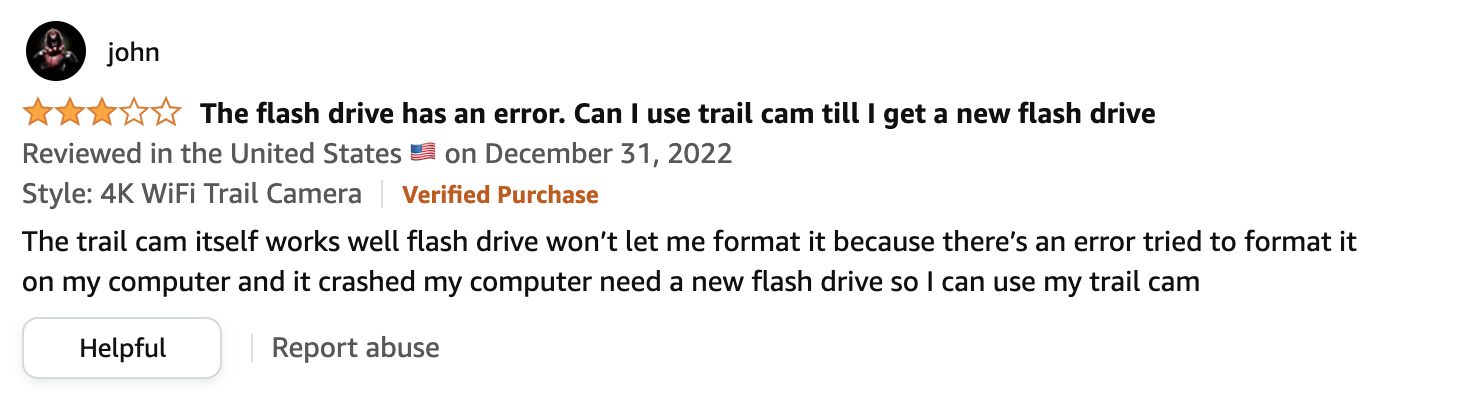 john
The flash drive has an error. Can I use trail cam till I get a new flash drive
Reviewed in the United States 🇺🇸 on December 31, 2022
Style: 4K WiFi Trail Camera | Verified Purchase
The trail cam itself works well flash drive won’t let me format it because there’s an error tried to format it
on my computer and it crashed my computer need a new flash drive so I can use my trail cam
Helpful | Report abuse